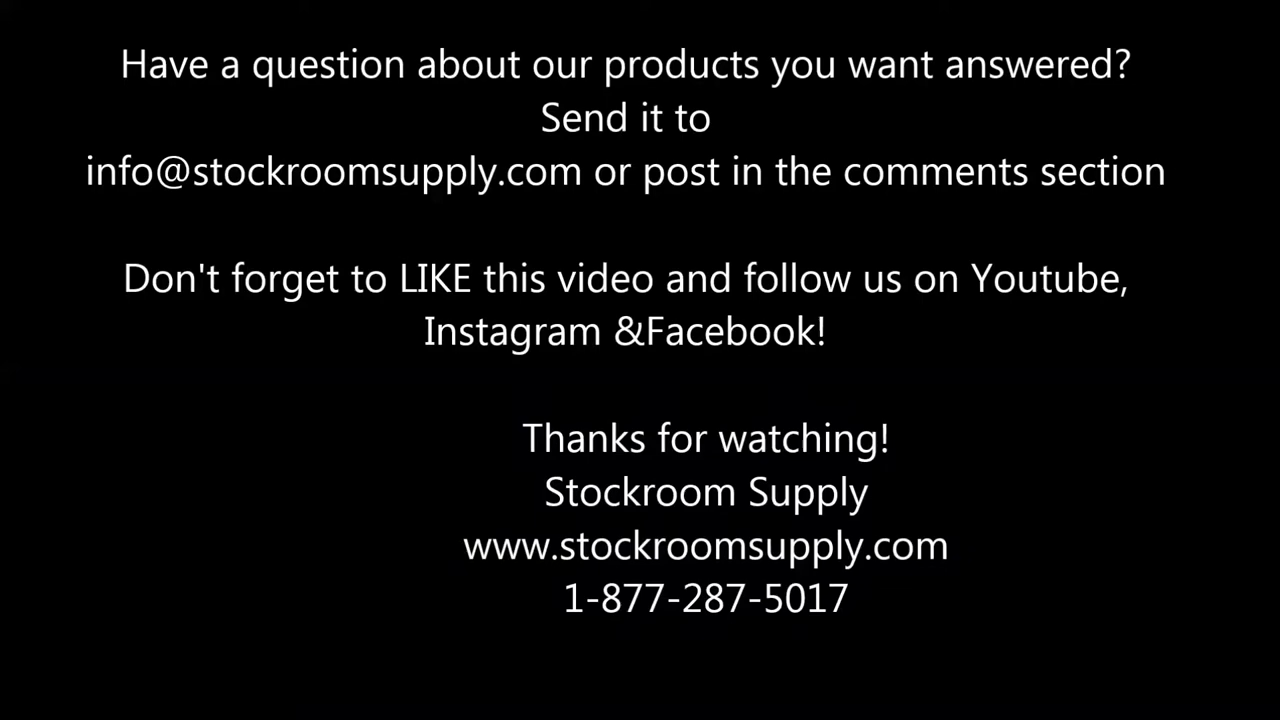 Have a question about our products you want answered?
Send it to
info@stockroomsupply.com or post in the comments section
Don't forget to LIKE this video and follow us on Youtube,
Instagram &Facebook!
Thanks for watching!
Stockroom Supply
www.stockroomsupply.com
1-877-287-5017